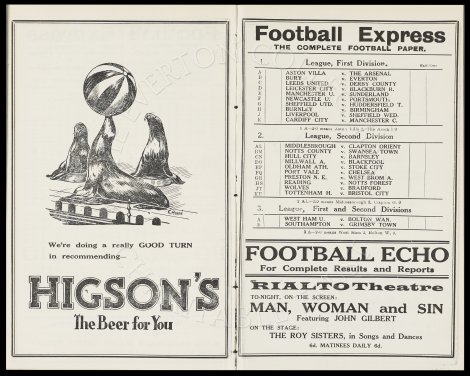 We're doing a really GOOD TURN
in recommending—
HIGSON'S
The Beer for You
Football Express
THE COMPLETE FOOTBALL PAPER.
1. League, First Division.
A ASTON VILLA v. THE ARSENAL
B BURY v. EVERTON
C LEEDS UNITED v. DERBY COUNTY
D LEICESTER CITY v. BLACKBURN R.
E MANCHESTER U. v. SUNDERLAND
F NEWCASTLE U. v. PORTSMOUTH
G SHEFFIELD UTD. v. HUDDERSFIELD T.
H BURNLEY v. BIRMINGHAM
J LIVERPOOL v. SHEFFIELD WED.
K CARDIFF CITY v. MANCHESTER C.
2. League, Second Division
MIDDLESBROUGH v. CLAPTON ORIENT
NOTTS COUNTY v. SWANSEA TOWN
HULL CITY v. BARNSLEY
MILLWALL A. v. BLACKPOOL
OLDHAM ATH. v. STOKE CITY
PORT VALE v. CHELSEA
PRESTON N. E. v. WEST BROM A.
READING v. NOTTS FOREST
WOLVES v. BRADFORD
TOTTENHAM H. v. BRISTOL CITY
3. League, First and Second Divisions
A WEST HAM U. v. BOLTON WAN.
B SOUTHAMPTON v. GRIMSBY TOWN
FOOTBALL ECHO
For Complete Results and Reports
RIALTO Theatre
TO-NIGHT, ON THE SCREEN:
MAN, WOMAN and SIN
Featuring JOHN GILBERT
ON THE STAGE:
THE ROY SISTERS, in Songs and Dances
6d. MATINEES DAILY 6d.